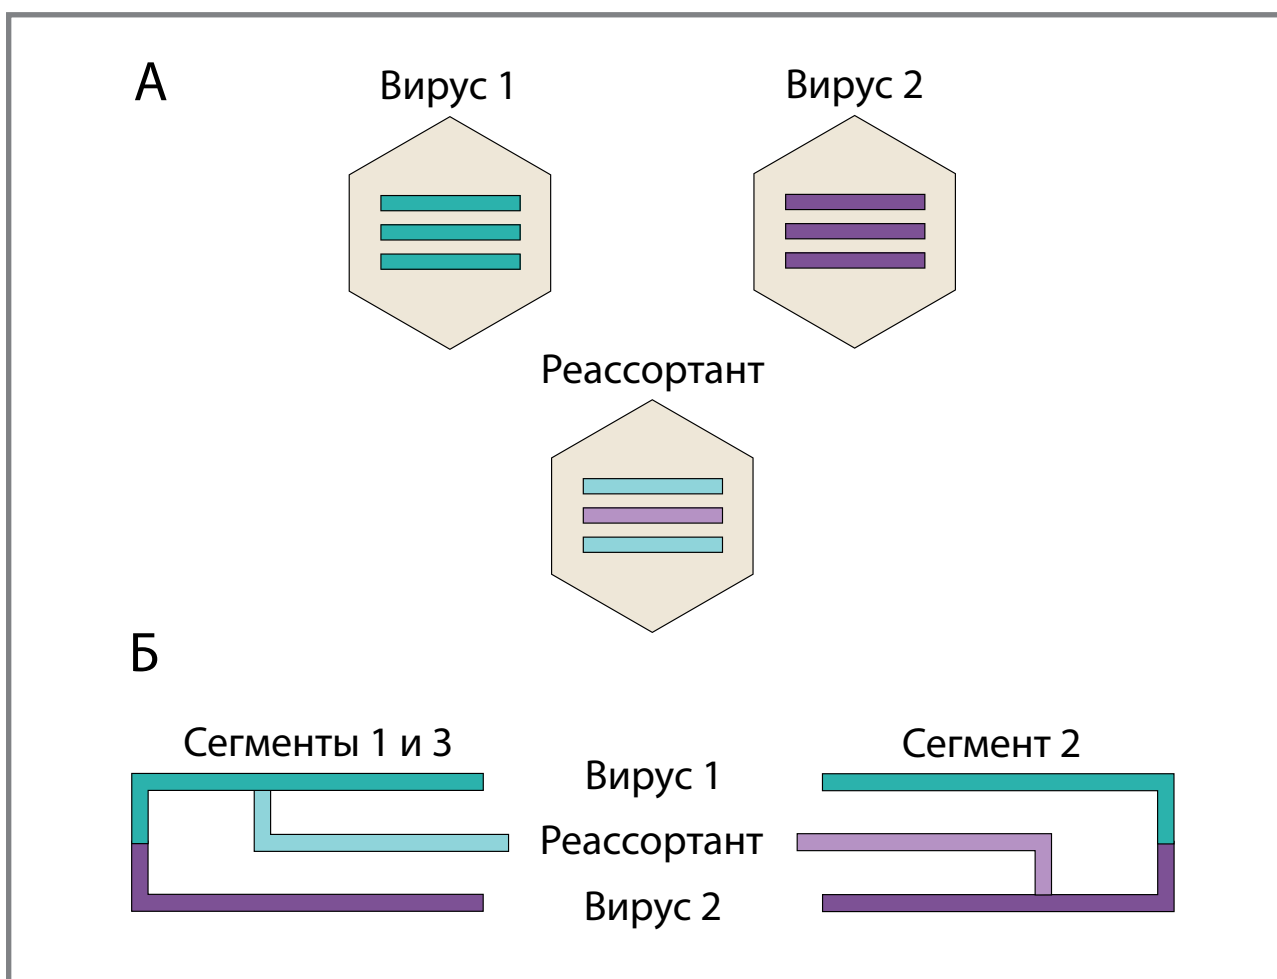 А
Вирус 1
Вирус 2
Реассортант
Б
Сегменты 1 и 3
Сегмент 2
Вирус 1
Реассортант
Вирус 2